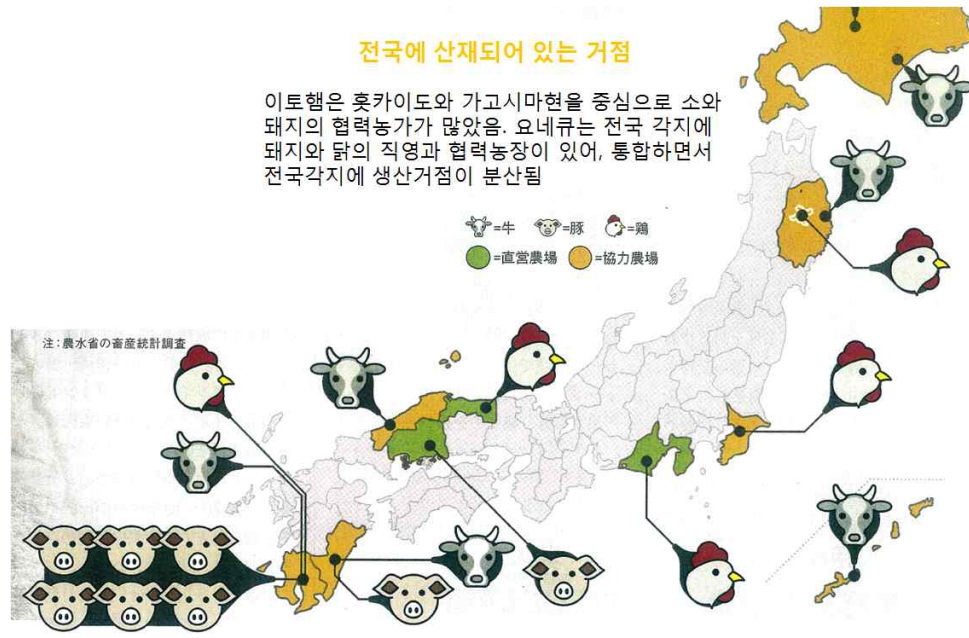 전국에 산재되어 있는 거점
이토햄은 홋카이도와 가고시마현을 중심으로 소와
돼지의 협력농가가 많았음. 요네큐는 전국 각지에
돼지와 닭의 직영과 협력농장이 있어, 통합하면서
전국각지에 생산거점이 분산됨
=牛 =豚 =鶏
=直営農場 =協力農場
注:農水省の畜産統計調査